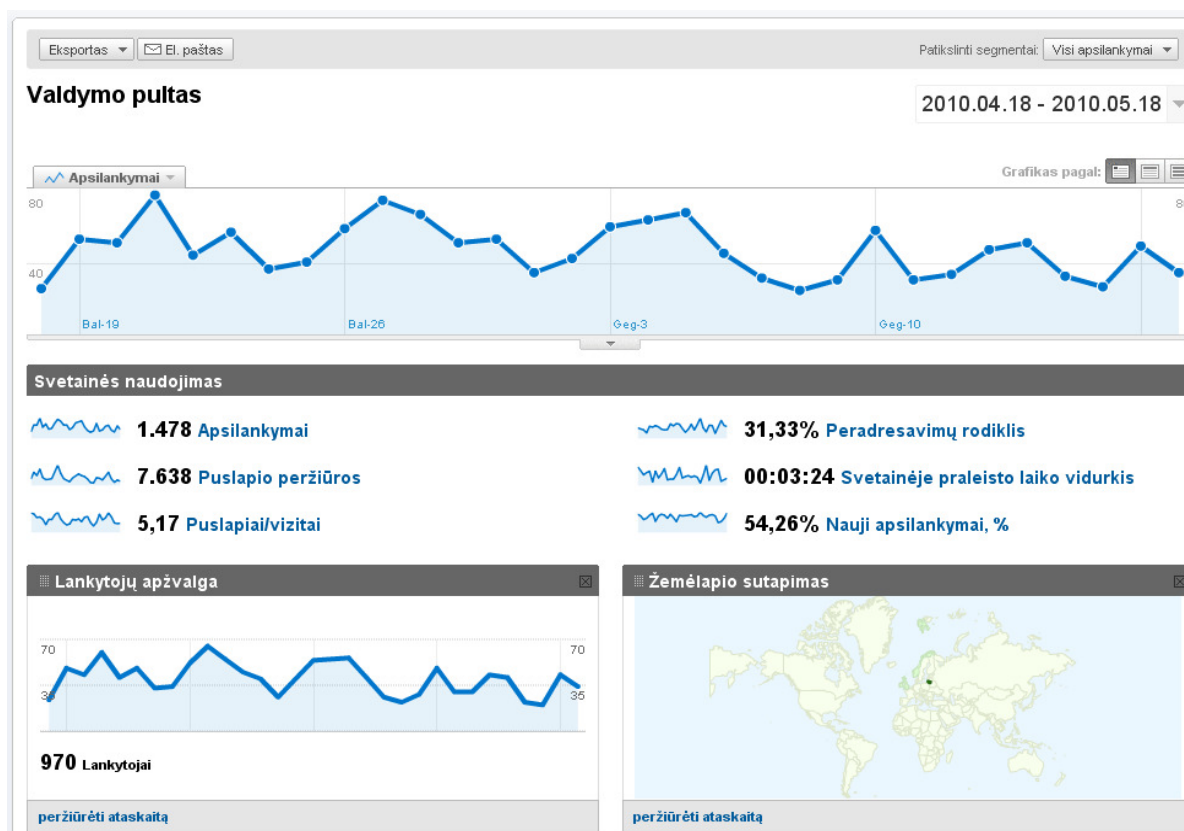 Eksportas El. paštas Patikslinti segmentai: Visi apsilankymai
Valdymo pultas
2010.04.18 - 2010.05.18
Apsilankymai Grafikas pagal:
80 8
40
Bal-19 Bal-26 Geg-3 Geg-10
Svetainės naudojimas
1.478 Apsilankymai 31,33% Peradresavimų rodiklis
7.638 Puslapio peržiūros 00:03:24 Svetainėje praleisto laiko vidurkis
5,17 Puslapiai/vizitai 54,26% Nauji apsilankymai, %
Lankytojų apžvalga Žemėlapio sutapimas
70 70
35 35
970 Lankytojai
peržiūrėti ataskaitą peržiūrėti ataskaitą